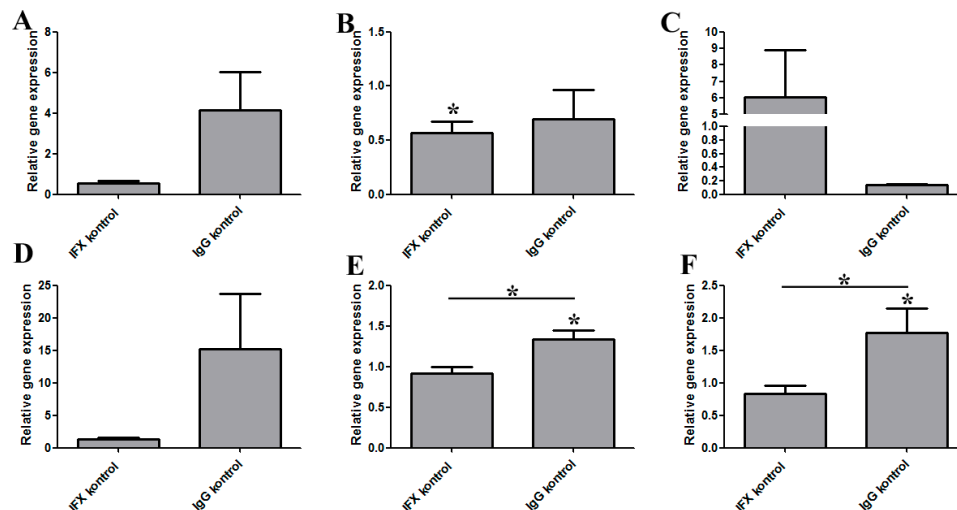 A
Relative gene expression
8
6
4
2
0
IFX kontrol
IgG kontrol
B
Relative gene expression
1.5
1.0
0.5
0.0
*
IFX kontrol
IgG kontrol
C
Relative gene expression
10
9
8
7
6
5
1.0
0.8
0.6
0.4
0.2
0.0
IFX kontrol
IgG kontrol
D
Relative gene expression
25
20
15
10
5
0
IFX kontrol
IgG kontrol
E
Relative gene expression
2.0
1.5
1.0
0.5
0.0
*
*
IFX kontrol
IgG kontrol
F
Relative gene expression
2.5
2.0
1.5
1.0
0.5
0.0
*
*
IFX kontrol
IgG kontrol